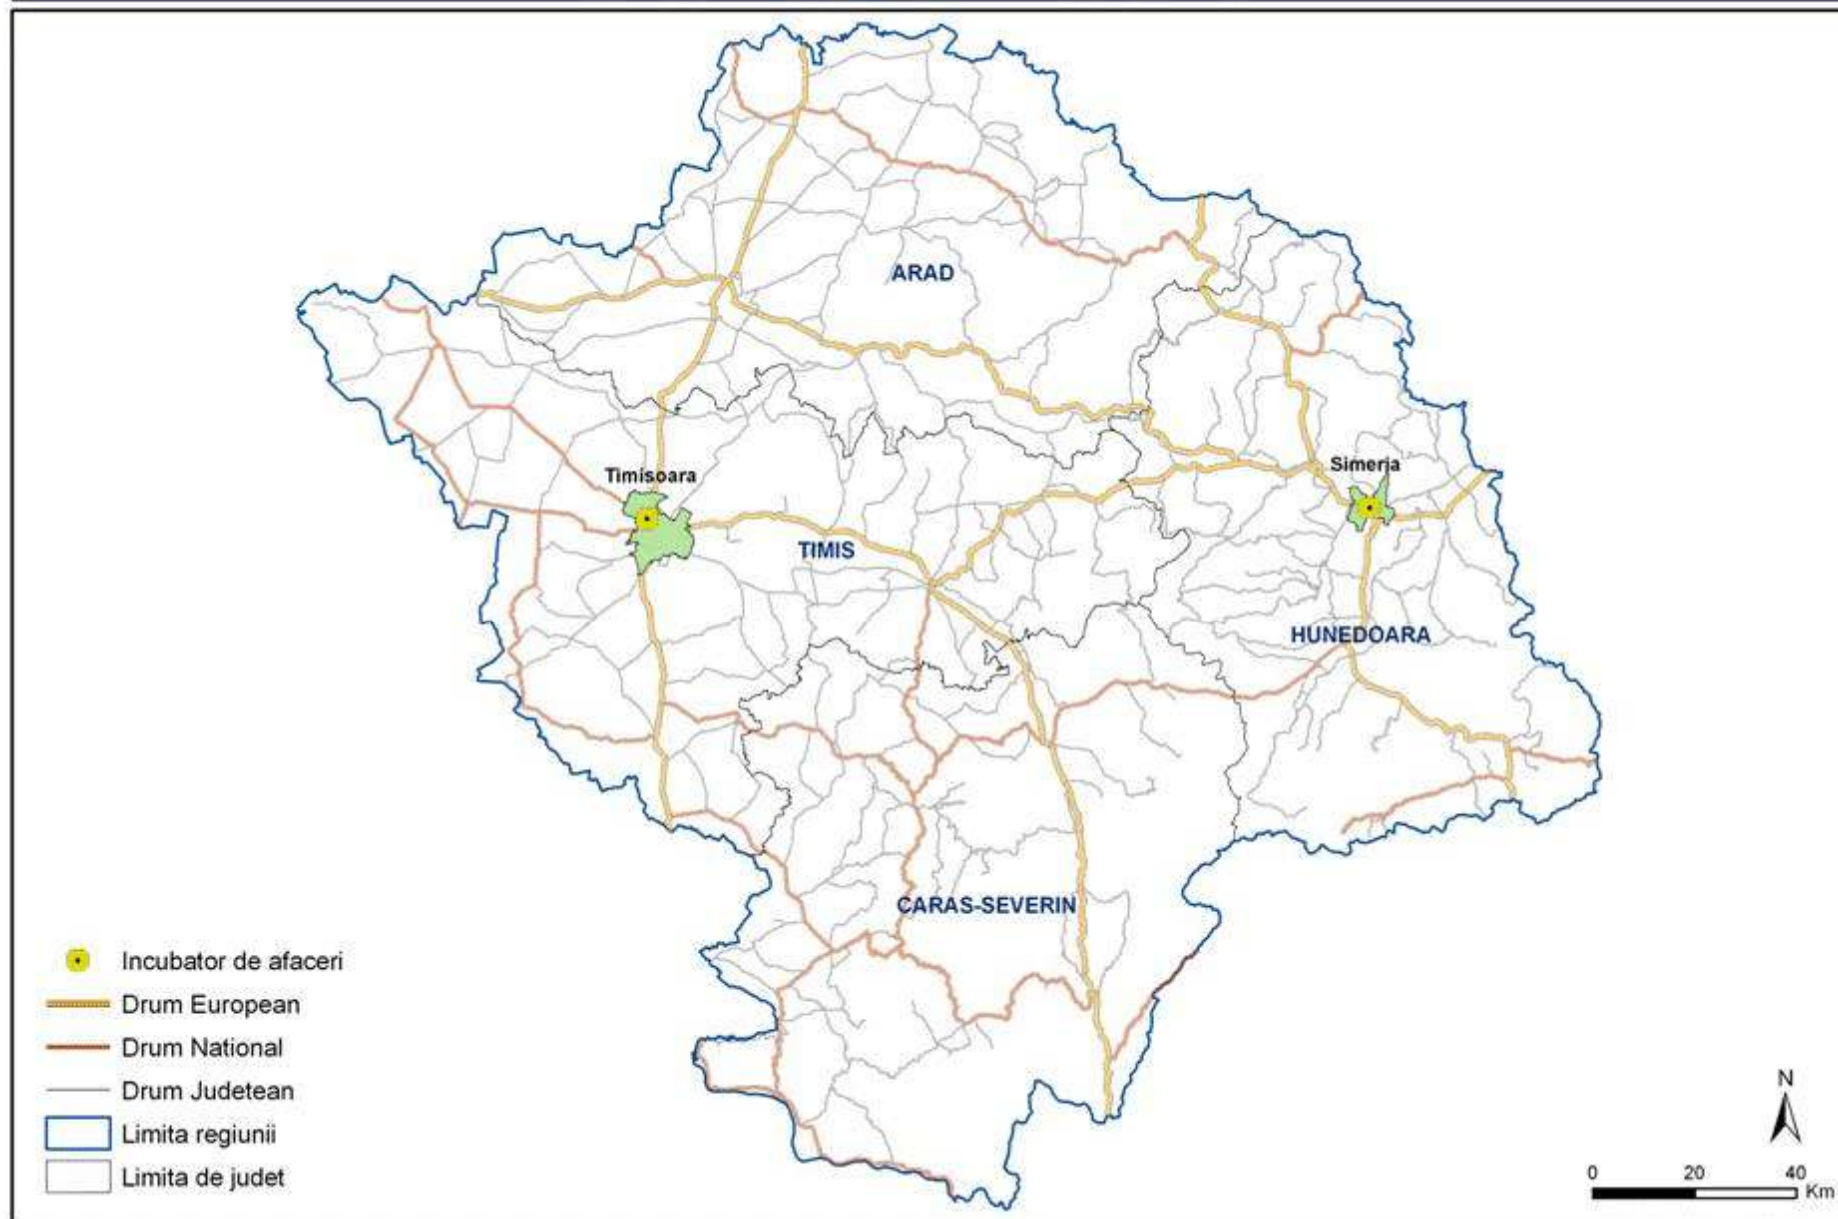 ARAD
Timisoara
Simeria
TIMIS
HUNEDOARA
CARAS-SEVERIN
Incubator de afaceri
Drum European
Drum National
Drum Judetean
Limita regiunii
Limita de judet
N
0 20 40
Km